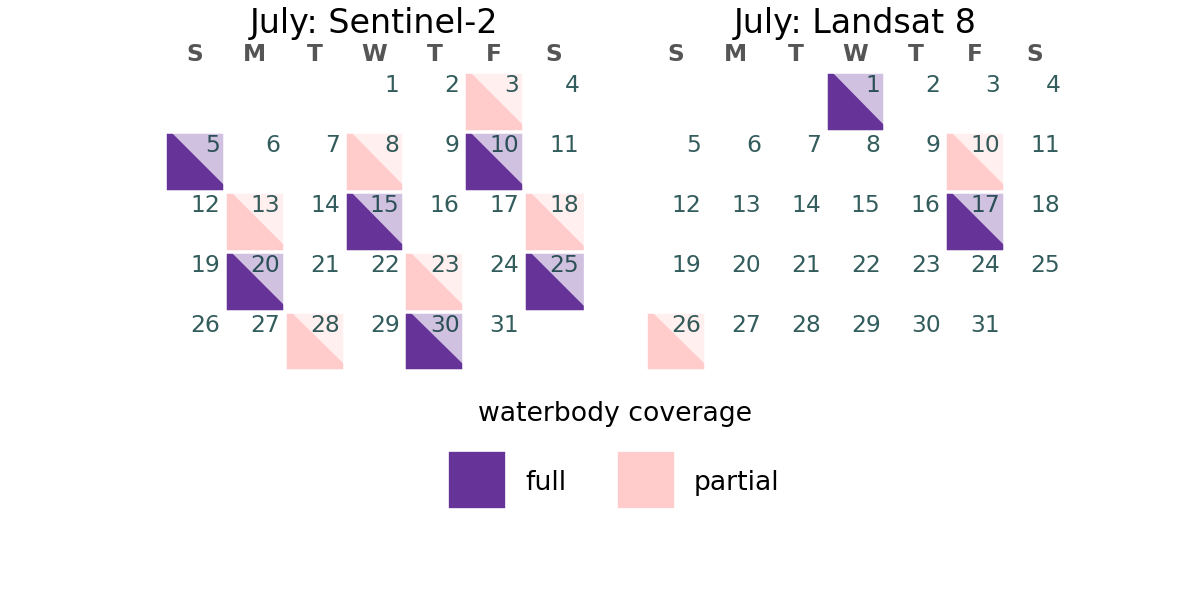 July: Sentinel-2
S M T W T F S
1 2 3 4
5 6 7 8 9 10 11
12 13 14 15 16 17 18
19 20 21 22 23 24 25
26 27 28 29 30 31
July: Landsat 8
S M T W T F S
1 2 3 4
5 6 7 8 9 10 11
12 13 14 15 16 17 18
19 20 21 22 23 24 25
26 27 28 29 30 31
waterbody coverage
full
partial